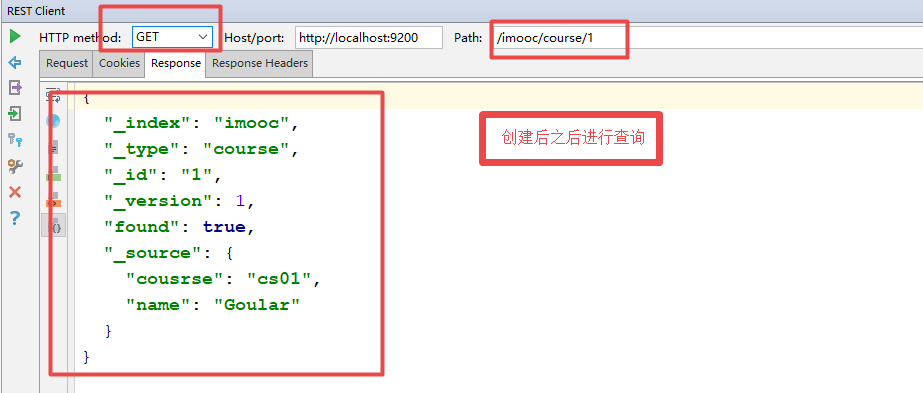 REST Client
HTTP method: GET Host/port: http://localhost:9200 Path: /imooc/course/1
Request Cookies Response Response Headers
{
"_index": "imooc",
"_type": "course",
"_id": "1",
"_version": 1,
"found": true,
"_source": {
"cousrse": "cs01",
"name": "Goular"
}
}
创建后之后进行查询